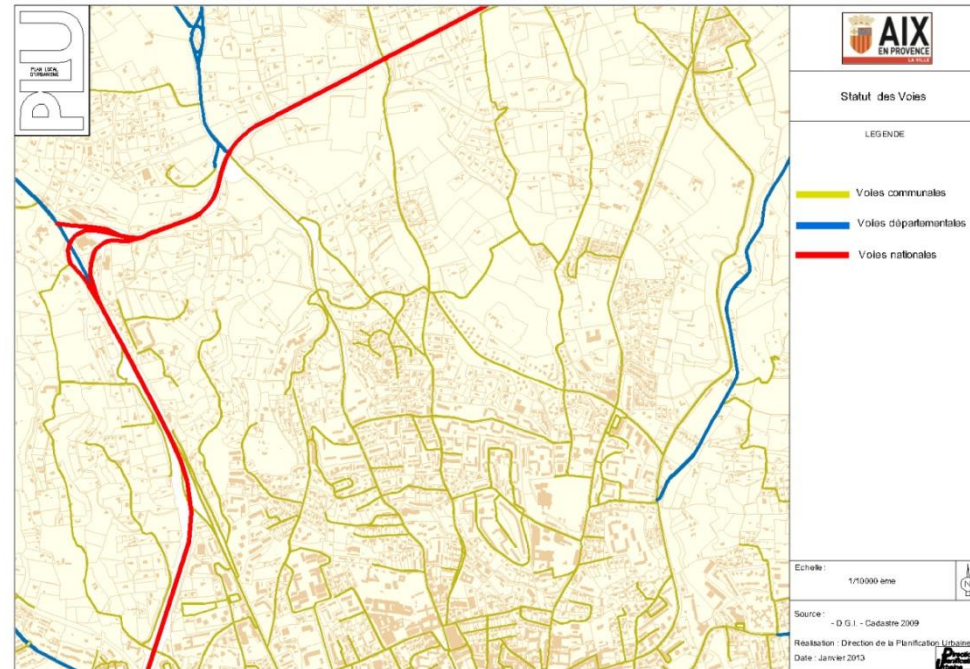 PLU
PLAN LOCAL
D'URBANISME
AIX
EN PROVENCE
LA VILLE
Statut des Voies
LEGENDE
Voies communales
Voies départementales
Voies nationales
Echelle :
1/10000 ème
N
Source :
- D.G.I. - Cadastre 2009
Réalisation : Direction de la Planification Urbaine
Date : Janvier 2013